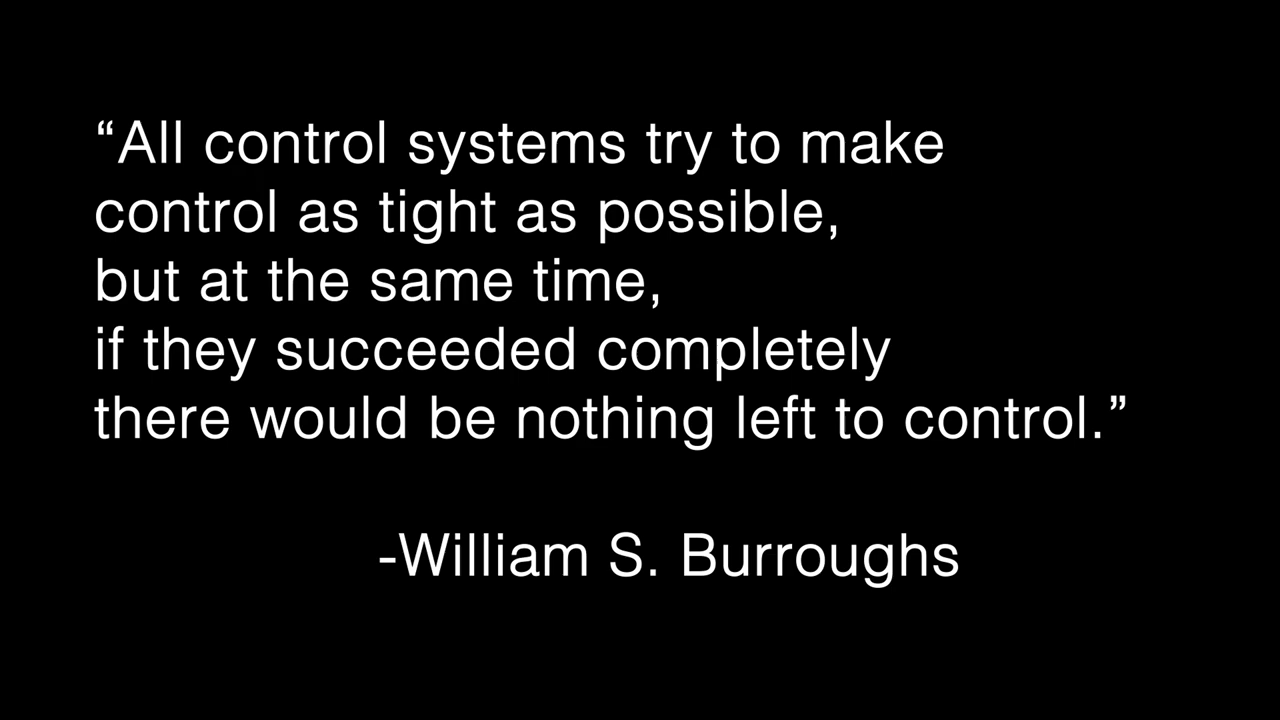 “All control systems try to make
control as tight as possible,
but at the same time,
if they succeeded completely
there would be nothing left to control.”
-William S. Burroughs